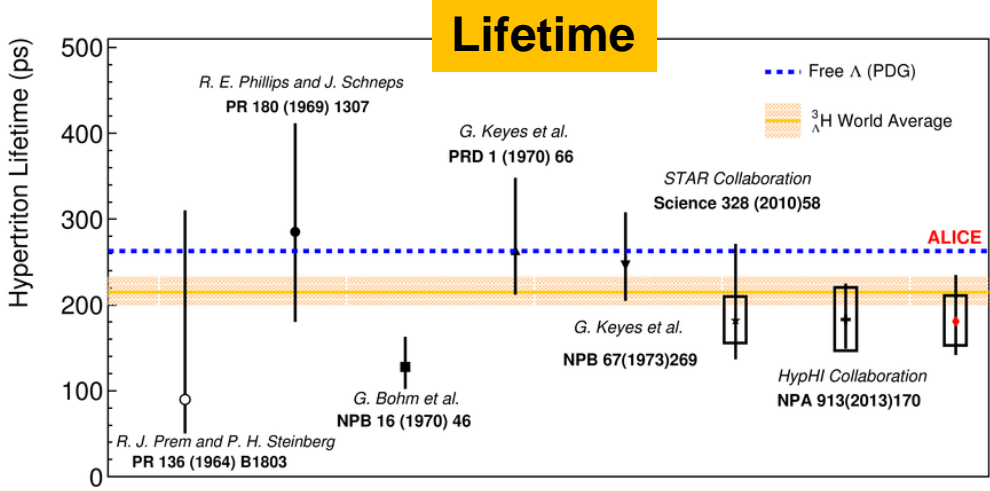 Lifetime
Hypertriton Lifetime (ps)
500
400
300
200
100
0
Free Λ (PDG)
³ΛH World Average
R. E. Phillips and J. Schneps
PR 180 (1969) 1307
G. Keyes et al.
PRD 1 (1970) 66
STAR Collaboration
Science 328 (2010)58
ALICE
G. Keyes et al.
NPB 67(1973)269
HypHI Collaboration
NPA 913(2013)170
G. Bohm et al.
NPB 16 (1970) 46
R. J. Prem and P. H. Steinberg
PR 136 (1964) B1803